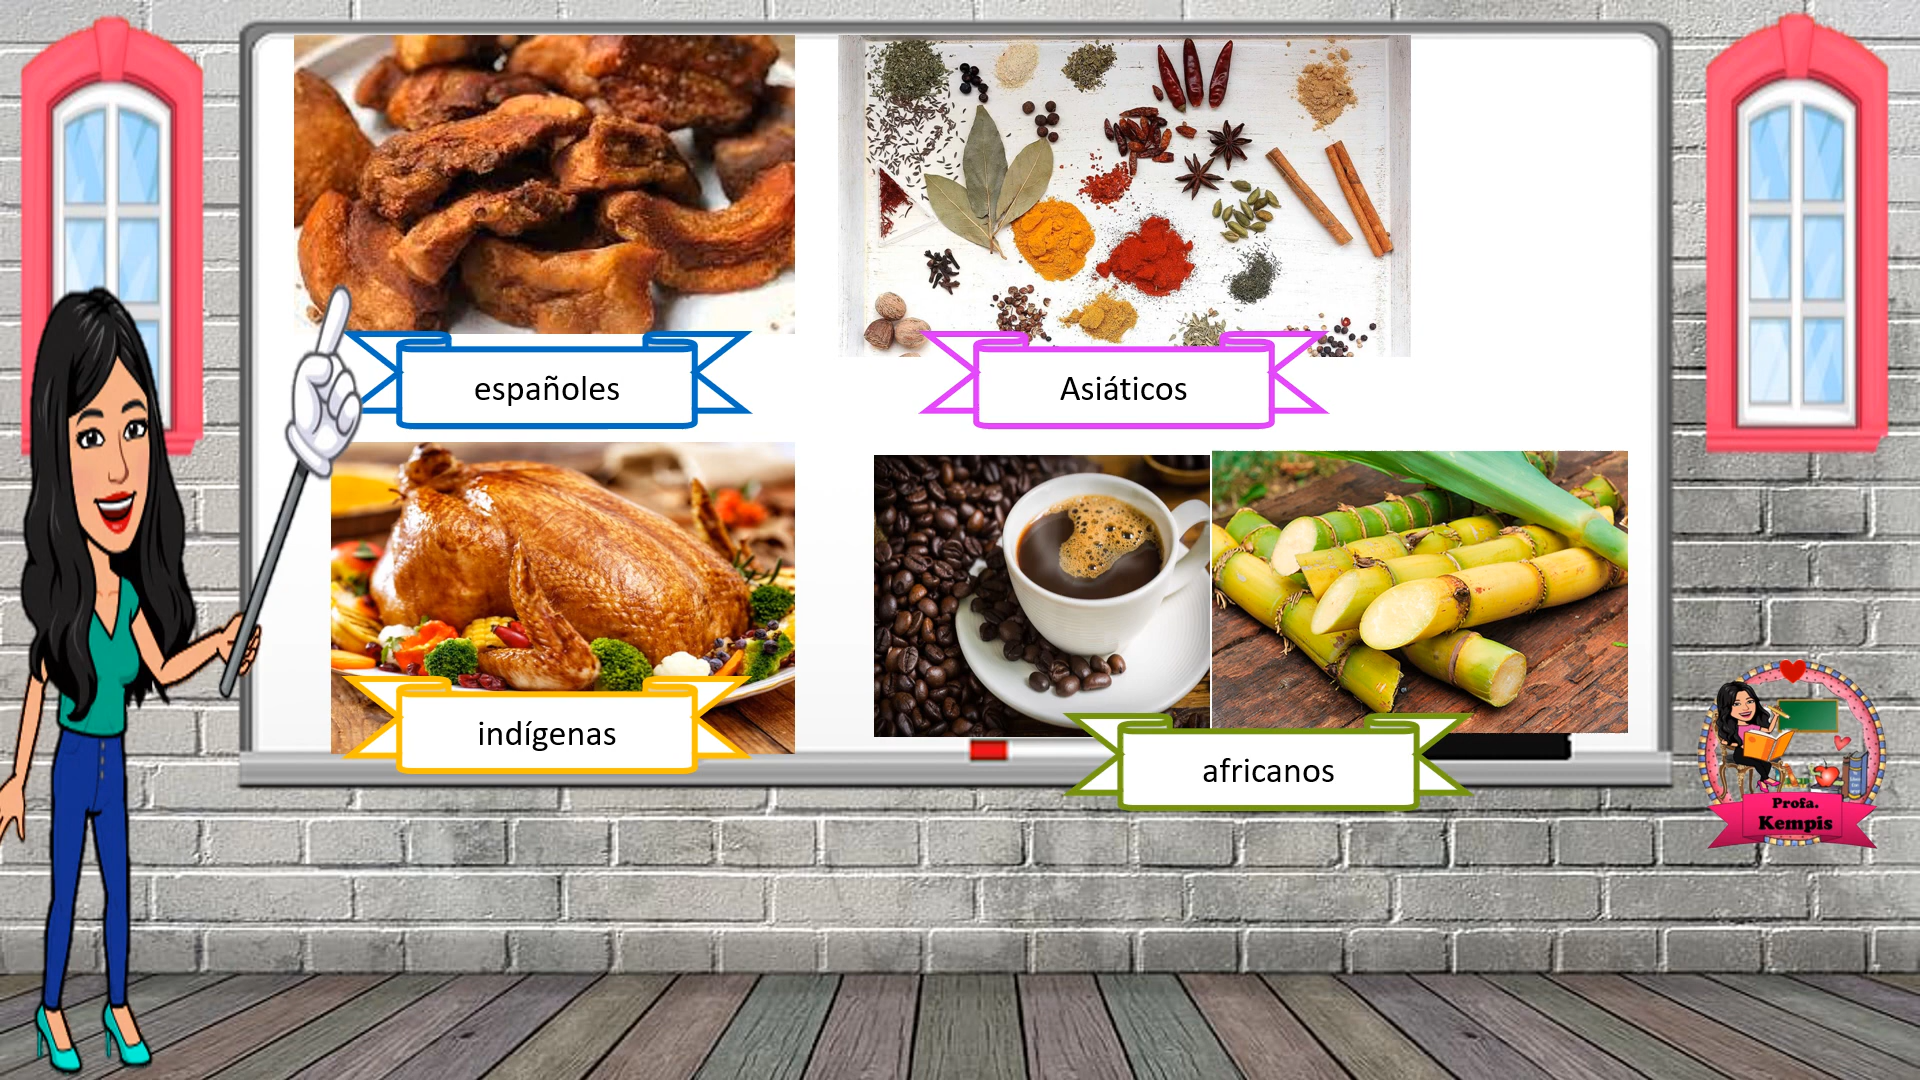 españoles
Asiáticos
indígenas
africanos
Profa.
Kempis